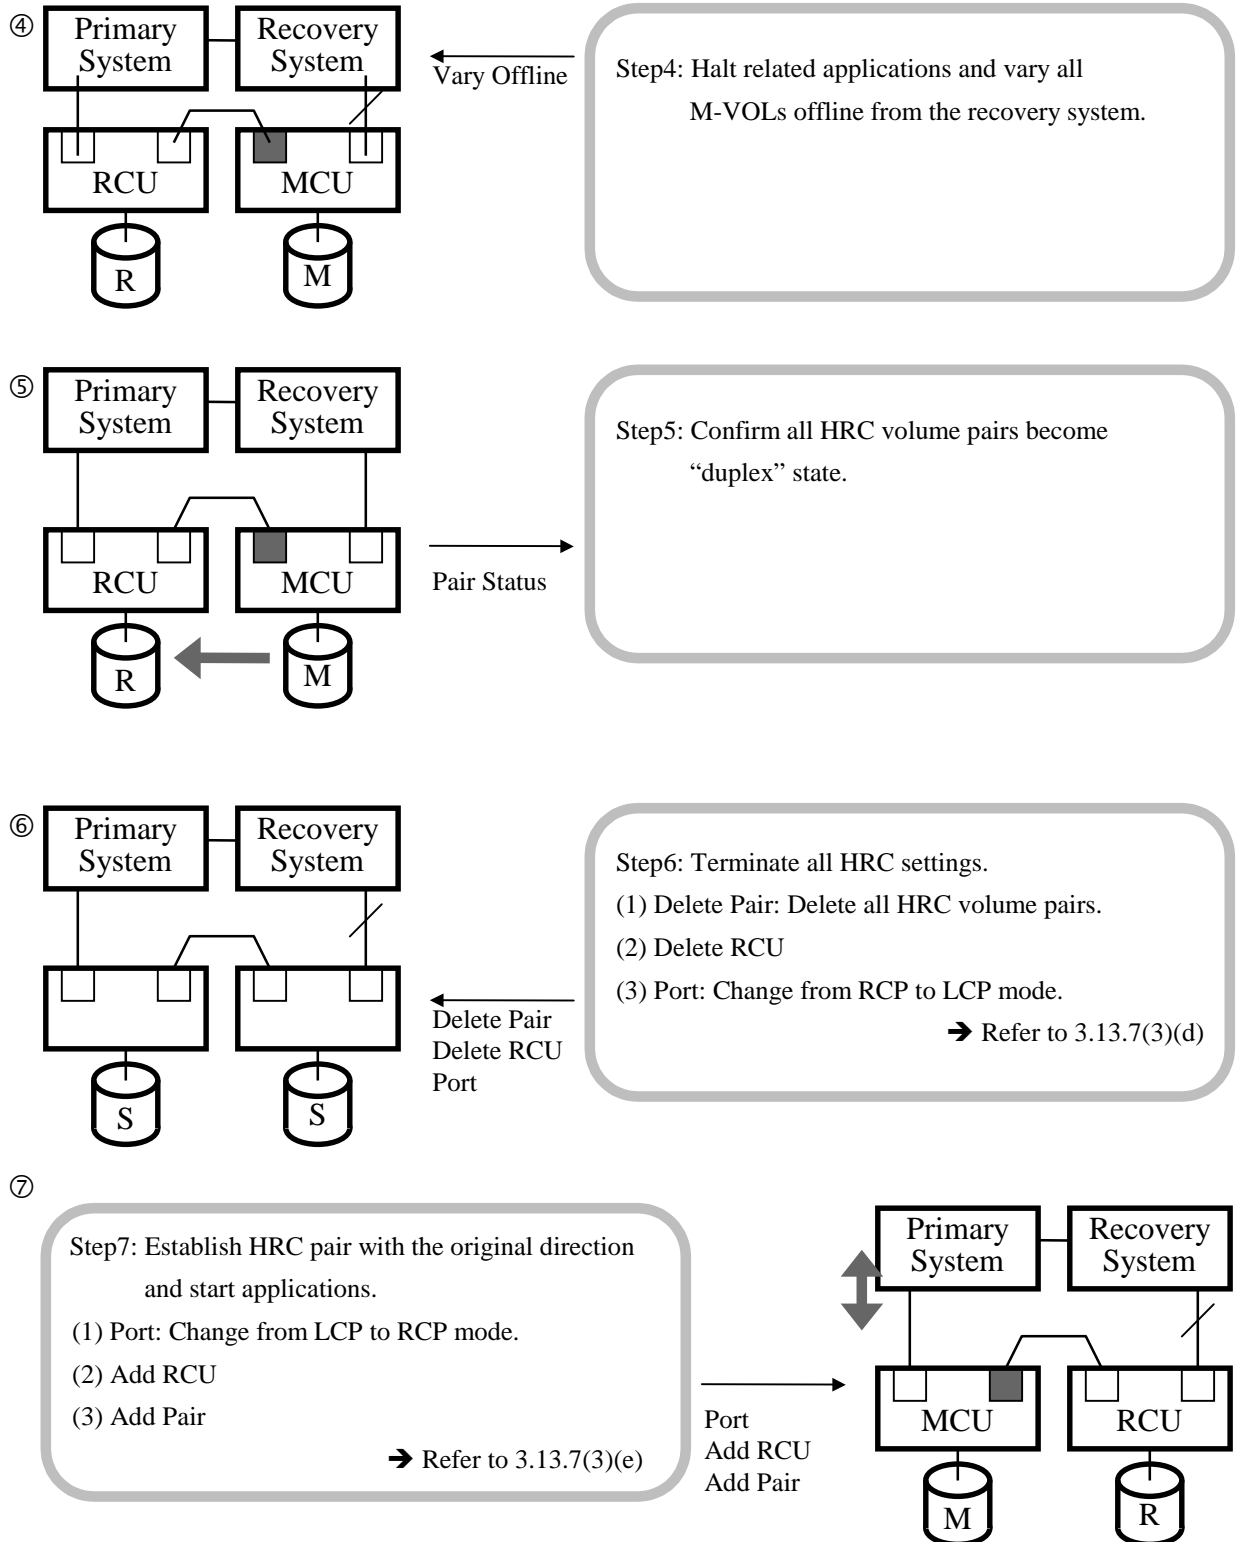 ④
Primary
System
Recovery
System
Vary Offline
RCU
MCU
R
M
Step4: Halt related applications and vary all
M-VOLs offline from the recovery system.
⑤
Primary
System
Recovery
System
RCU
MCU
R
M
Pair Status
Step5: Confirm all HRC volume pairs become
“duplex” state.
⑥
Primary
System
Recovery
System
S
S
Delete Pair
Delete RCU
Port
Step6: Terminate all HRC settings.
(1) Delete Pair: Delete all HRC volume pairs.
(2) Delete RCU
(3) Port: Change from RCP to LCP mode.
➔ Refer to 3.13.7(3)(d)
⑦
Step7: Establish HRC pair with the original direction
and start applications.
(1) Port: Change from LCP to RCP mode.
(2) Add RCU
(3) Add Pair
➔ Refer to 3.13.7(3)(e)
Port
Add RCU
Add Pair
Primary
System
Recovery
System
MCU
RCU
M
R